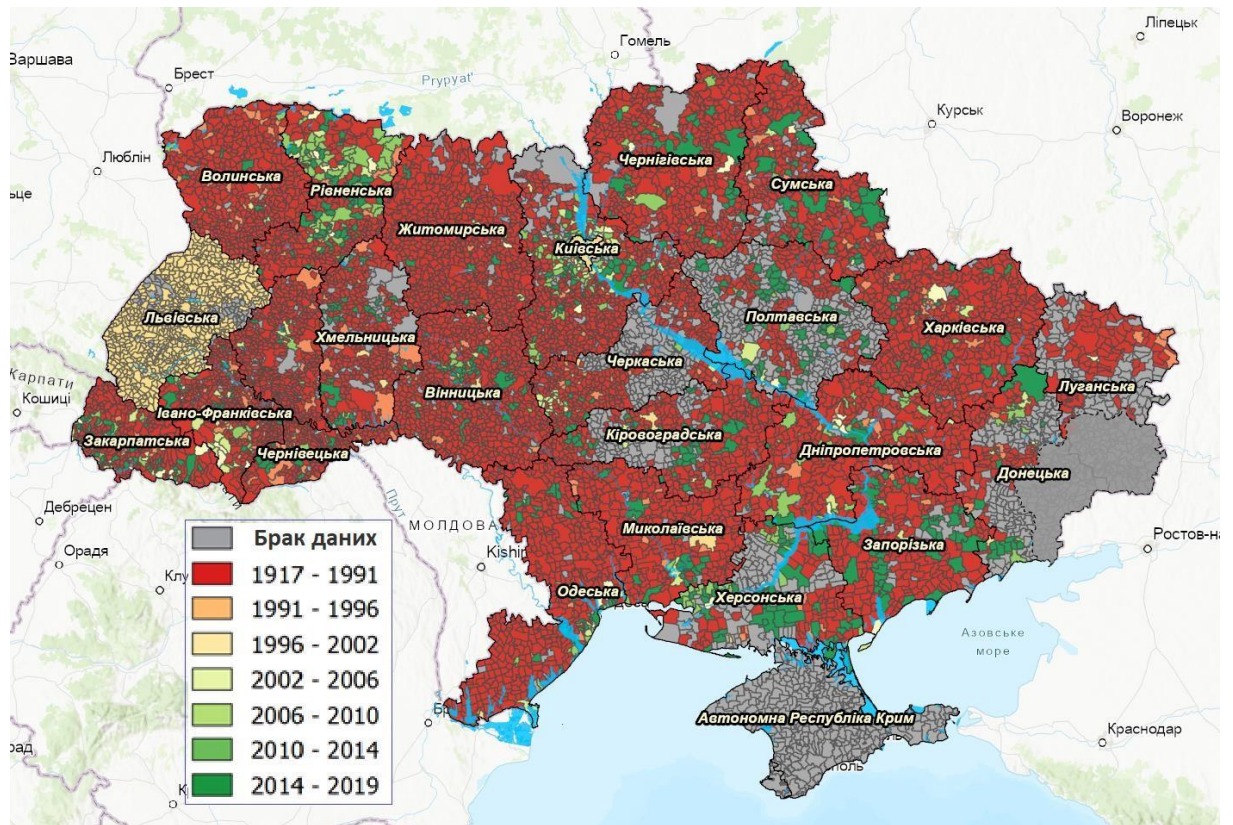 Ліпецьк
Гомель
Варшава
Брест
Prypyat'
Курськ
Воронеж
Люблін
Чернігівська
Волинська
Рівненська
Сумська
ьце
Житомирська
Київська
Львівська
Полтавська
Хмельницька
Харківська
Черкаська
Карпати
Луганська
Кошиці
Вінницька
Івано-Франківська
Кіровоградська
Закарпатська
Чернівецька
Дніпропетровська
Донецька
Дебрецен
Прут
МОЛДОВА
Миколаївська
Ростов-на
Запорізька
Орадя
Kishin
Одеська
Херсонська
Азовське
море
Автономна Республіка Крим
Краснодар
поль
Брак даних
1917 - 1991
1991 - 1996
1996 - 2002
2002 - 2006
2006 - 2010
2010 - 2014
2014 - 2019